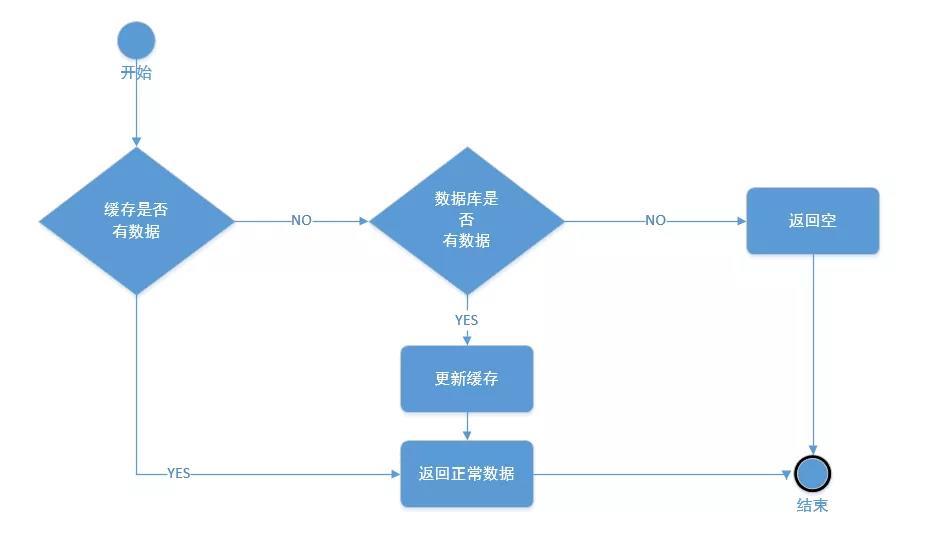 开始
缓存是否
有数据
NO
数据库是
否
有数据
NO
返回空
YES
更新缓存
YES
返回正常数据
结束